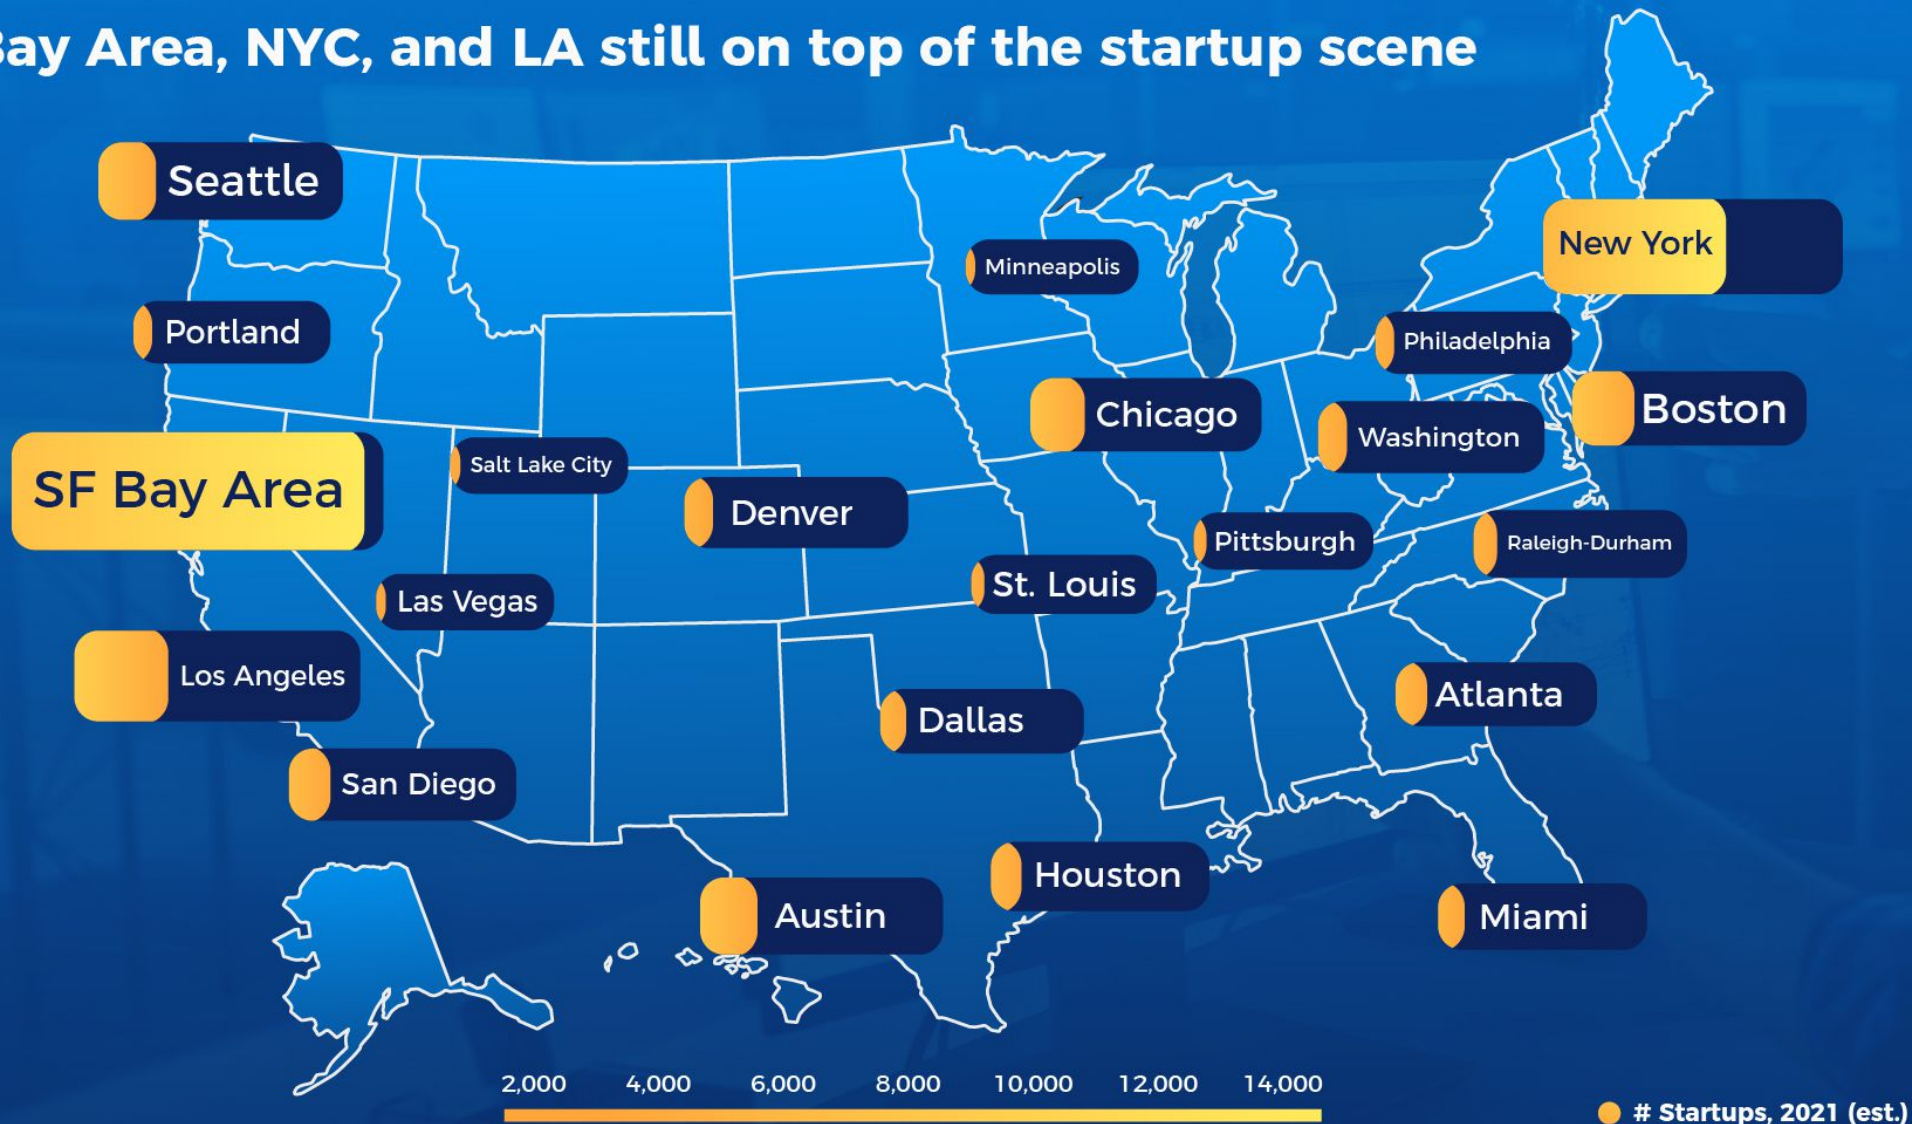 Bay Area, NYC, and LA still on top of the startup scene
Seattle
New York
Minneapolis
Portland
Philadelphia
Chicago
Boston
Washington
Salt Lake City
SF Bay Area
Denver
Pittsburgh
Raleigh-Durham
St. Louis
Las Vegas
Los Angeles
Atlanta
Dallas
San Diego
Houston
Austin
Miami
2,000 4,000 6,000 8,000 10,000 12,000 14,000
# Startups, 2021 (est.)